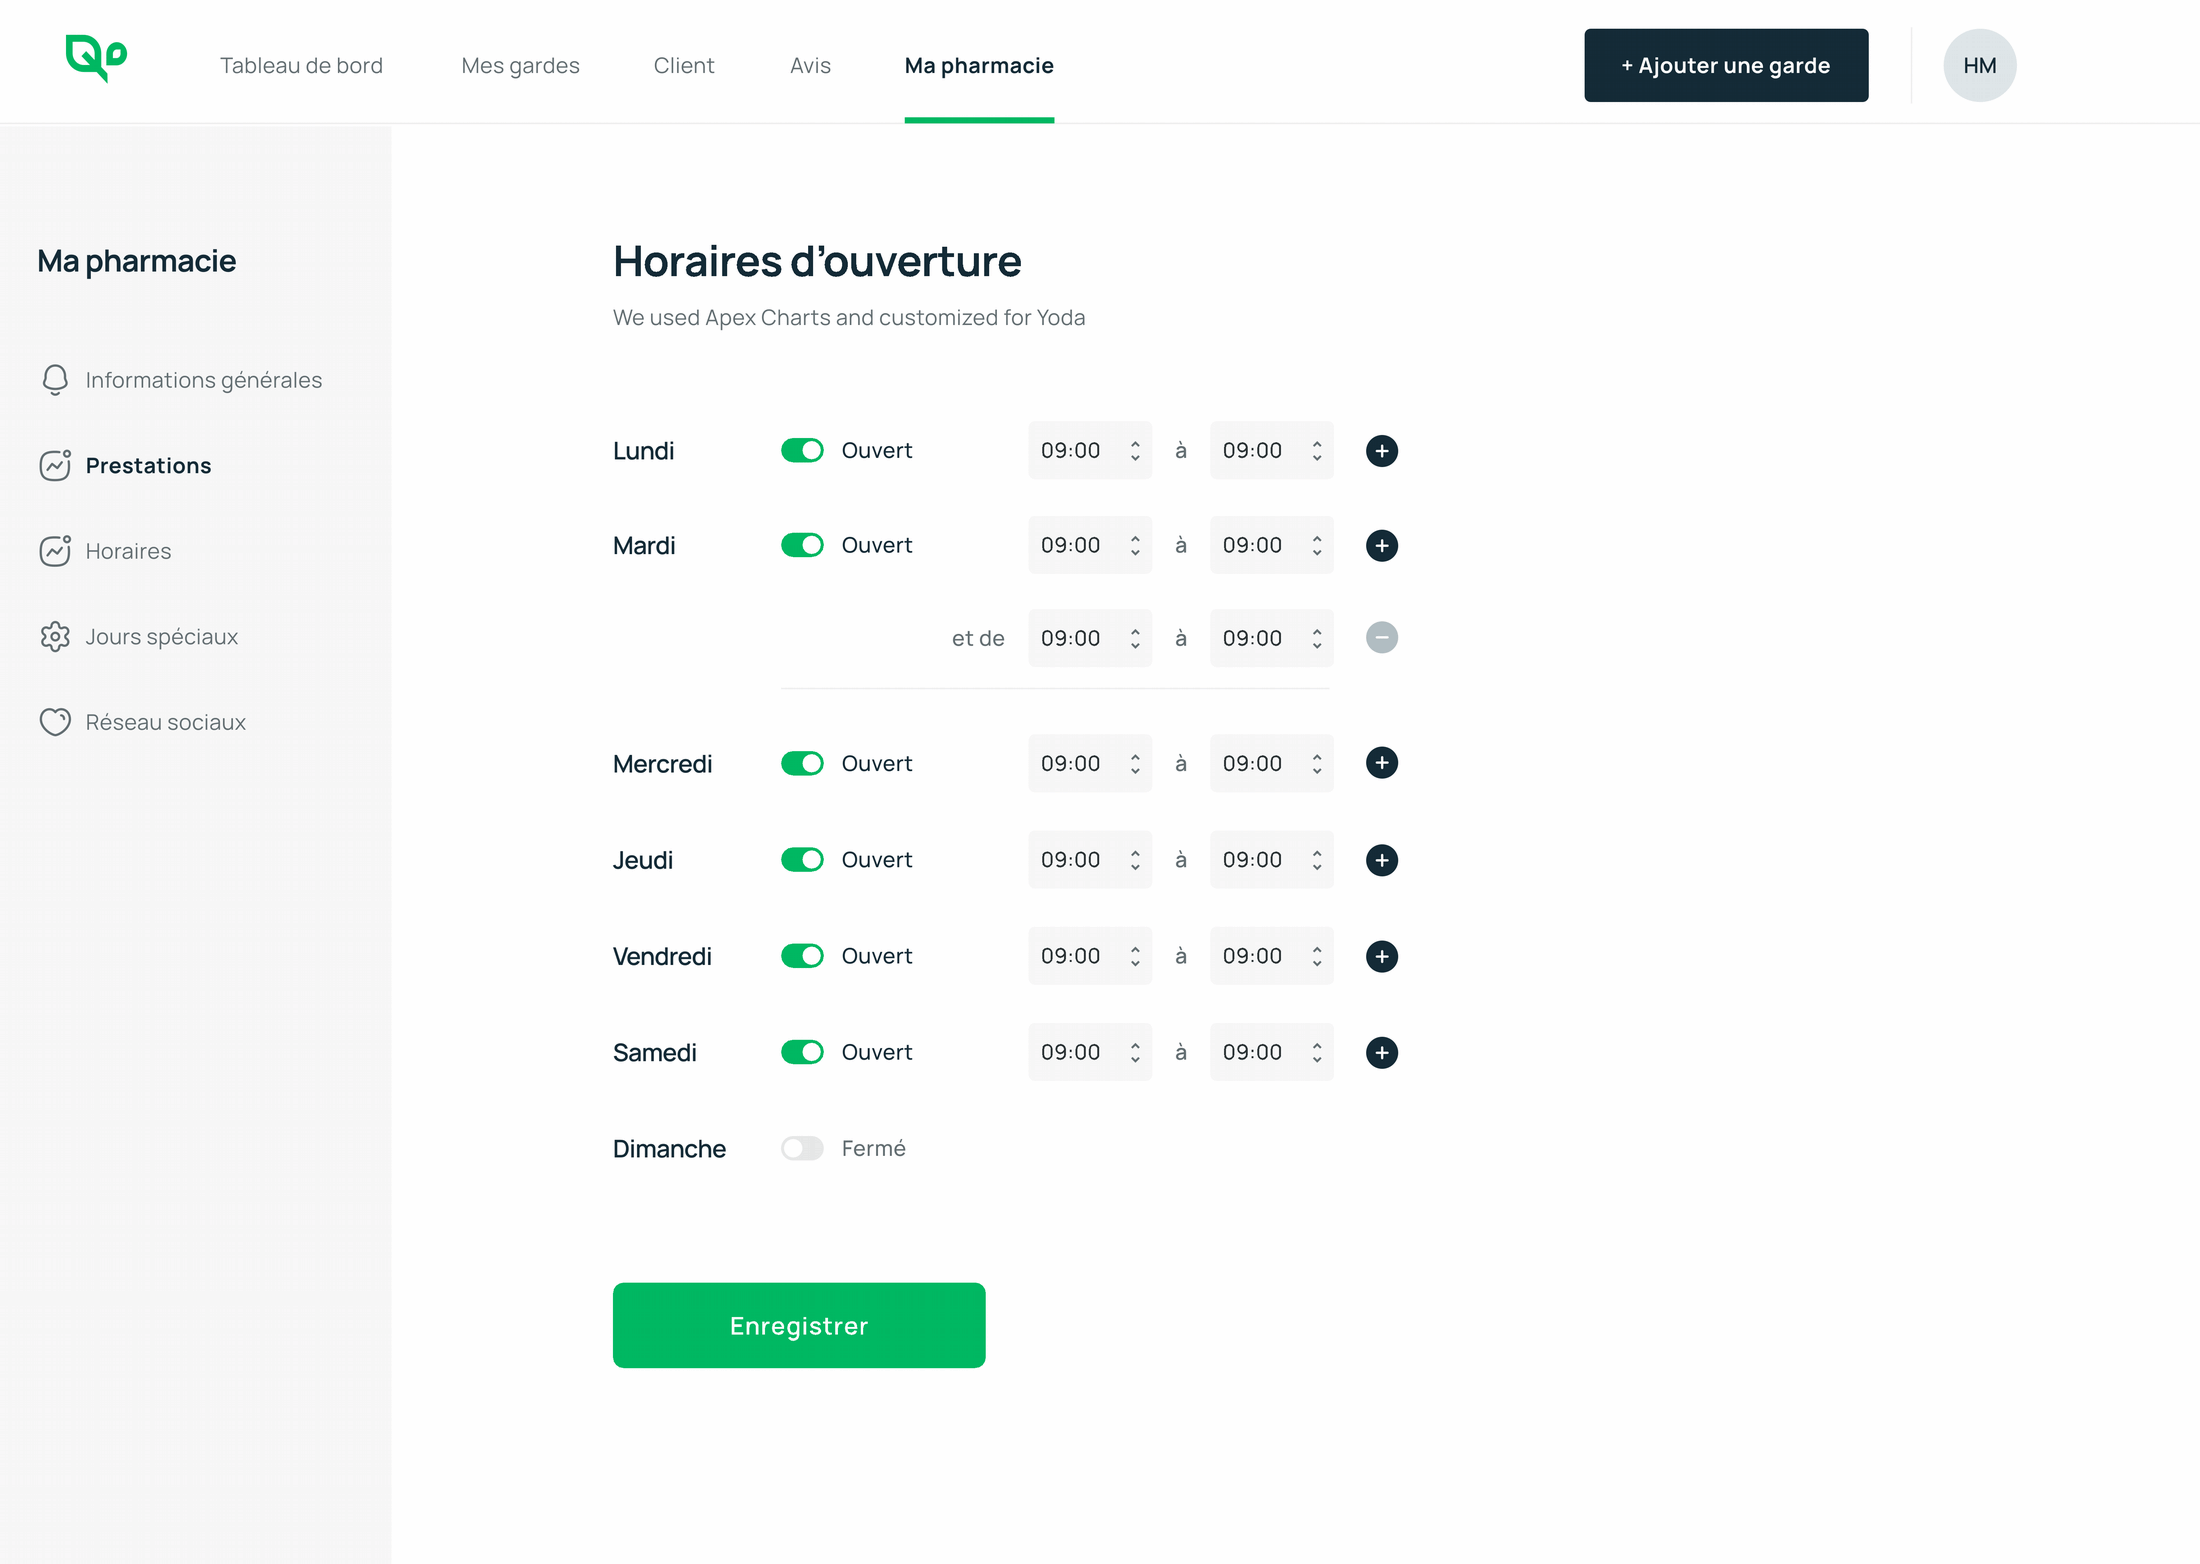 Tableau de bord Mes gardes Client Avis Ma pharmacie + Ajouter une garde HM
Ma pharmacie
Informations générales
Prestations
Horaires
Jours spéciaux
Réseau sociaux
Horaires d’ouverture
We used Apex Charts and customized for Yoda
Lundi Ouvert 09:00 à 09:00
Mardi Ouvert 09:00 à 09:00
et de 09:00 à 09:00
Mercredi Ouvert 09:00 à 09:00
Jeudi Ouvert 09:00 à 09:00
Vendredi Ouvert 09:00 à 09:00
Samedi Ouvert 09:00 à 09:00
Dimanche Fermé
Enregistrer